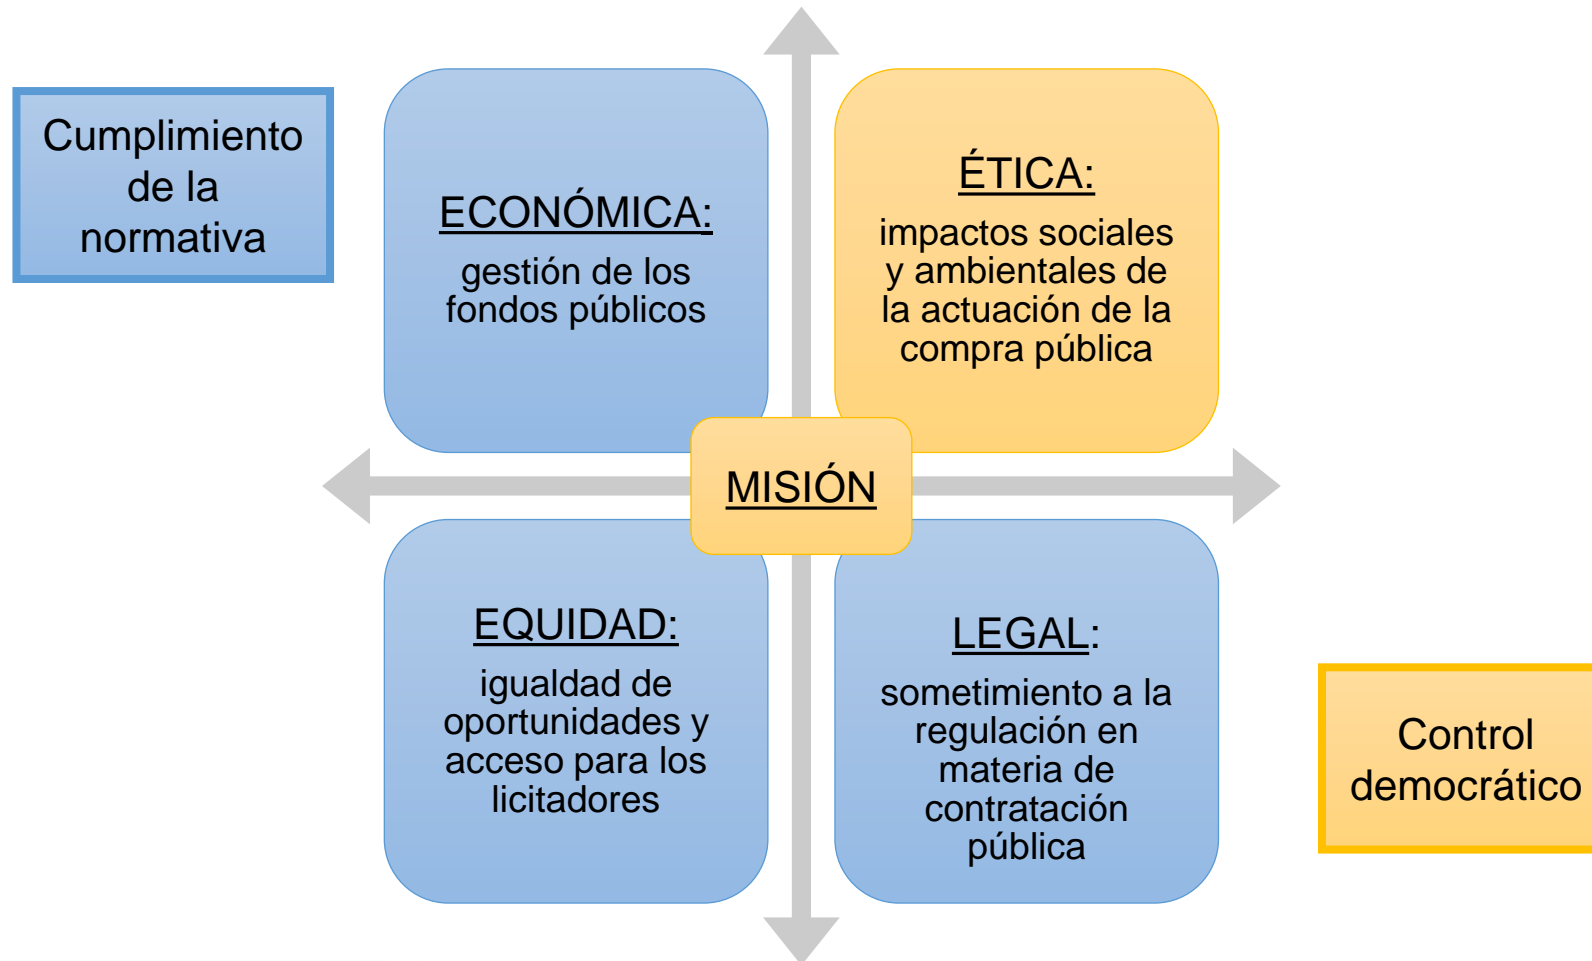 Cumplimiento
de la
normativa
ECONÓMICA:
gestión de los
fondos públicos
ÉTICA:
impactos sociales
y ambientales de
la actuación de la
compra pública
MISIÓN
EQUIDAD:
igualdad de
oportunidades y
acceso para los
licitadores
LEGAL:
sometimiento a la
regulación en
materia de
contratación
pública
Control
democrático